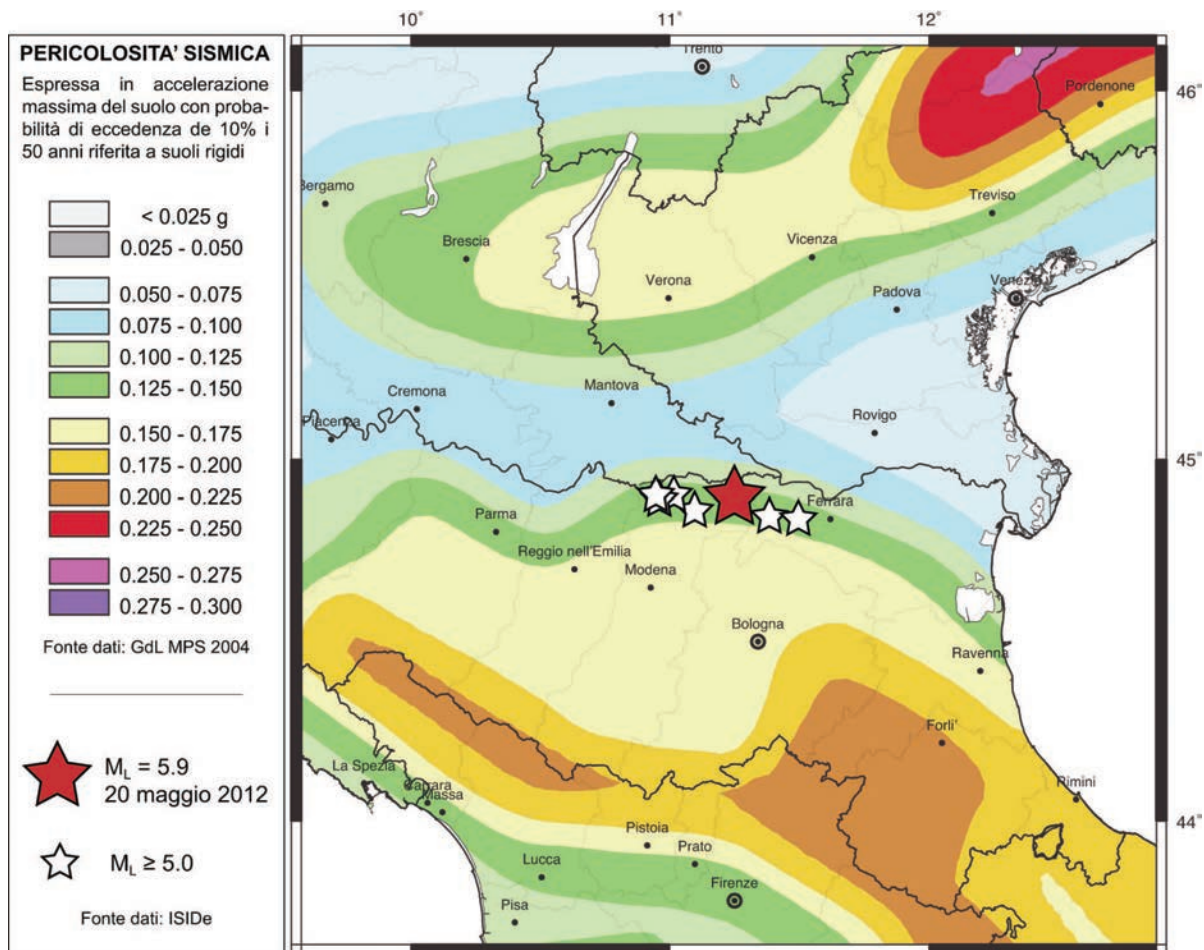 PERICOLOSITA' SISMICA
Espressa in accelerazione
massima del suolo con proba-
bilità di eccedenza de 10% i
50 anni riferita a suoli rigidi
< 0.025 g
0.025 - 0.050
0.050 - 0.075
0.075 - 0.100
0.100 - 0.125
0.125 - 0.150
0.150 - 0.175
0.175 - 0.200
0.200 - 0.225
0.225 - 0.250
0.250 - 0.275
0.275 - 0.300
Fonte dati: GdL MPS 2004
ML = 5.9
20 maggio 2012
ML ≥ 5.0
Fonte dati: ISIDe
10°
11°
12°
Trento
46°
Pordenone
Bergamo
Treviso
Brescia
Vicenza
Verona
Venezia
Padova
Cremona
Mantova
Piacenza
Rovigo
45°
Parma
Ferrara
Reggio nell'Emilia
Modena
Bologna
Ravenna
Forli'
La Spezia
Carrara
Massa
Rimini
44°
Pistoia
Prato
Lucca
Firenze
Pisa